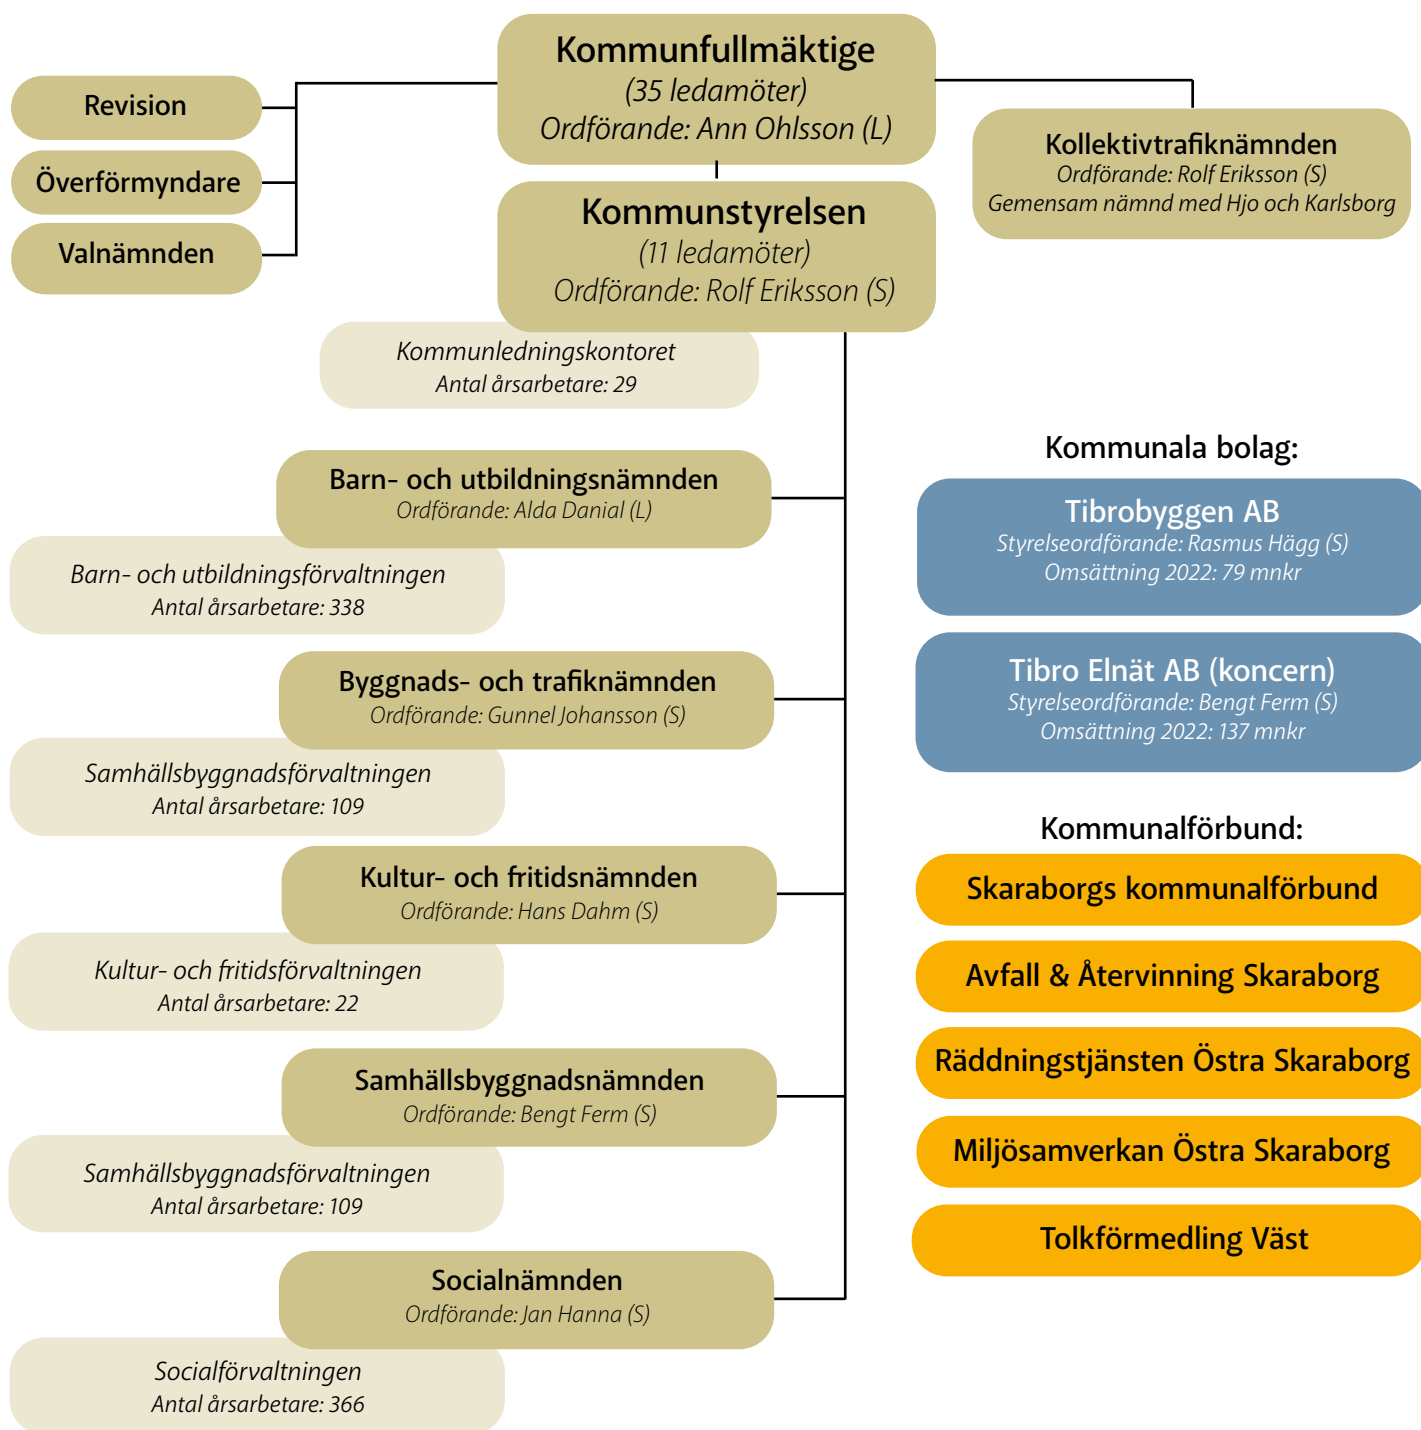 Kommunfullmäktige
(35 ledamöter)
Ordförande: Ann Ohlsson (L)
Revision
Överförmyndare
Valnämnden
Kollektivtrafiknämnden
Ordförande: Rolf Eriksson (S)
Gemensam nämnd med Hjo och Karlsborg
Kommunstyrelsen
(11 ledamöter)
Ordförande: Rolf Eriksson (S)
Kommunledningskontoret
Antal årsarbetare: 29
Barn- och utbildningsnämnden
Ordförande: Alda Danial (L)
Barn- och utbildningsförvaltningen
Antal årsarbetare: 338
Byggnads- och trafiknämnden
Ordförande: Gunnel Johansson (S)
Samhällsbyggnadsförvaltningen
Antal årsarbetare: 109
Kultur- och fritidsnämnden
Ordförande: Hans Dahm (S)
Kultur- och fritidsförvaltningen
Antal årsarbetare: 22
Samhällsbyggnadsnämnden
Ordförande: Bengt Ferm (S)
Samhällsbyggnadsförvaltningen
Antal årsarbetare: 109
Socialnämnden
Ordförande: Jan Hanna (S)
Socialförvaltningen
Antal årsarbetare: 366
Kommunala bolag:
Tibrobyggen AB
Styrelseordförande: Rasmus Hägg (S)
Omsättning 2022: 79 mnkr
Tibro Elnät AB (koncern)
Styrelseordförande: Bengt Ferm (S)
Omsättning 2022: 137 mnkr
Kommunalförbund:
Skaraborgs kommunalförbund
Avfall & Återvinning Skaraborg
Räddningstjänsten Östra Skaraborg
Miljösamverkan Östra Skaraborg
Tolkförmedling Väst